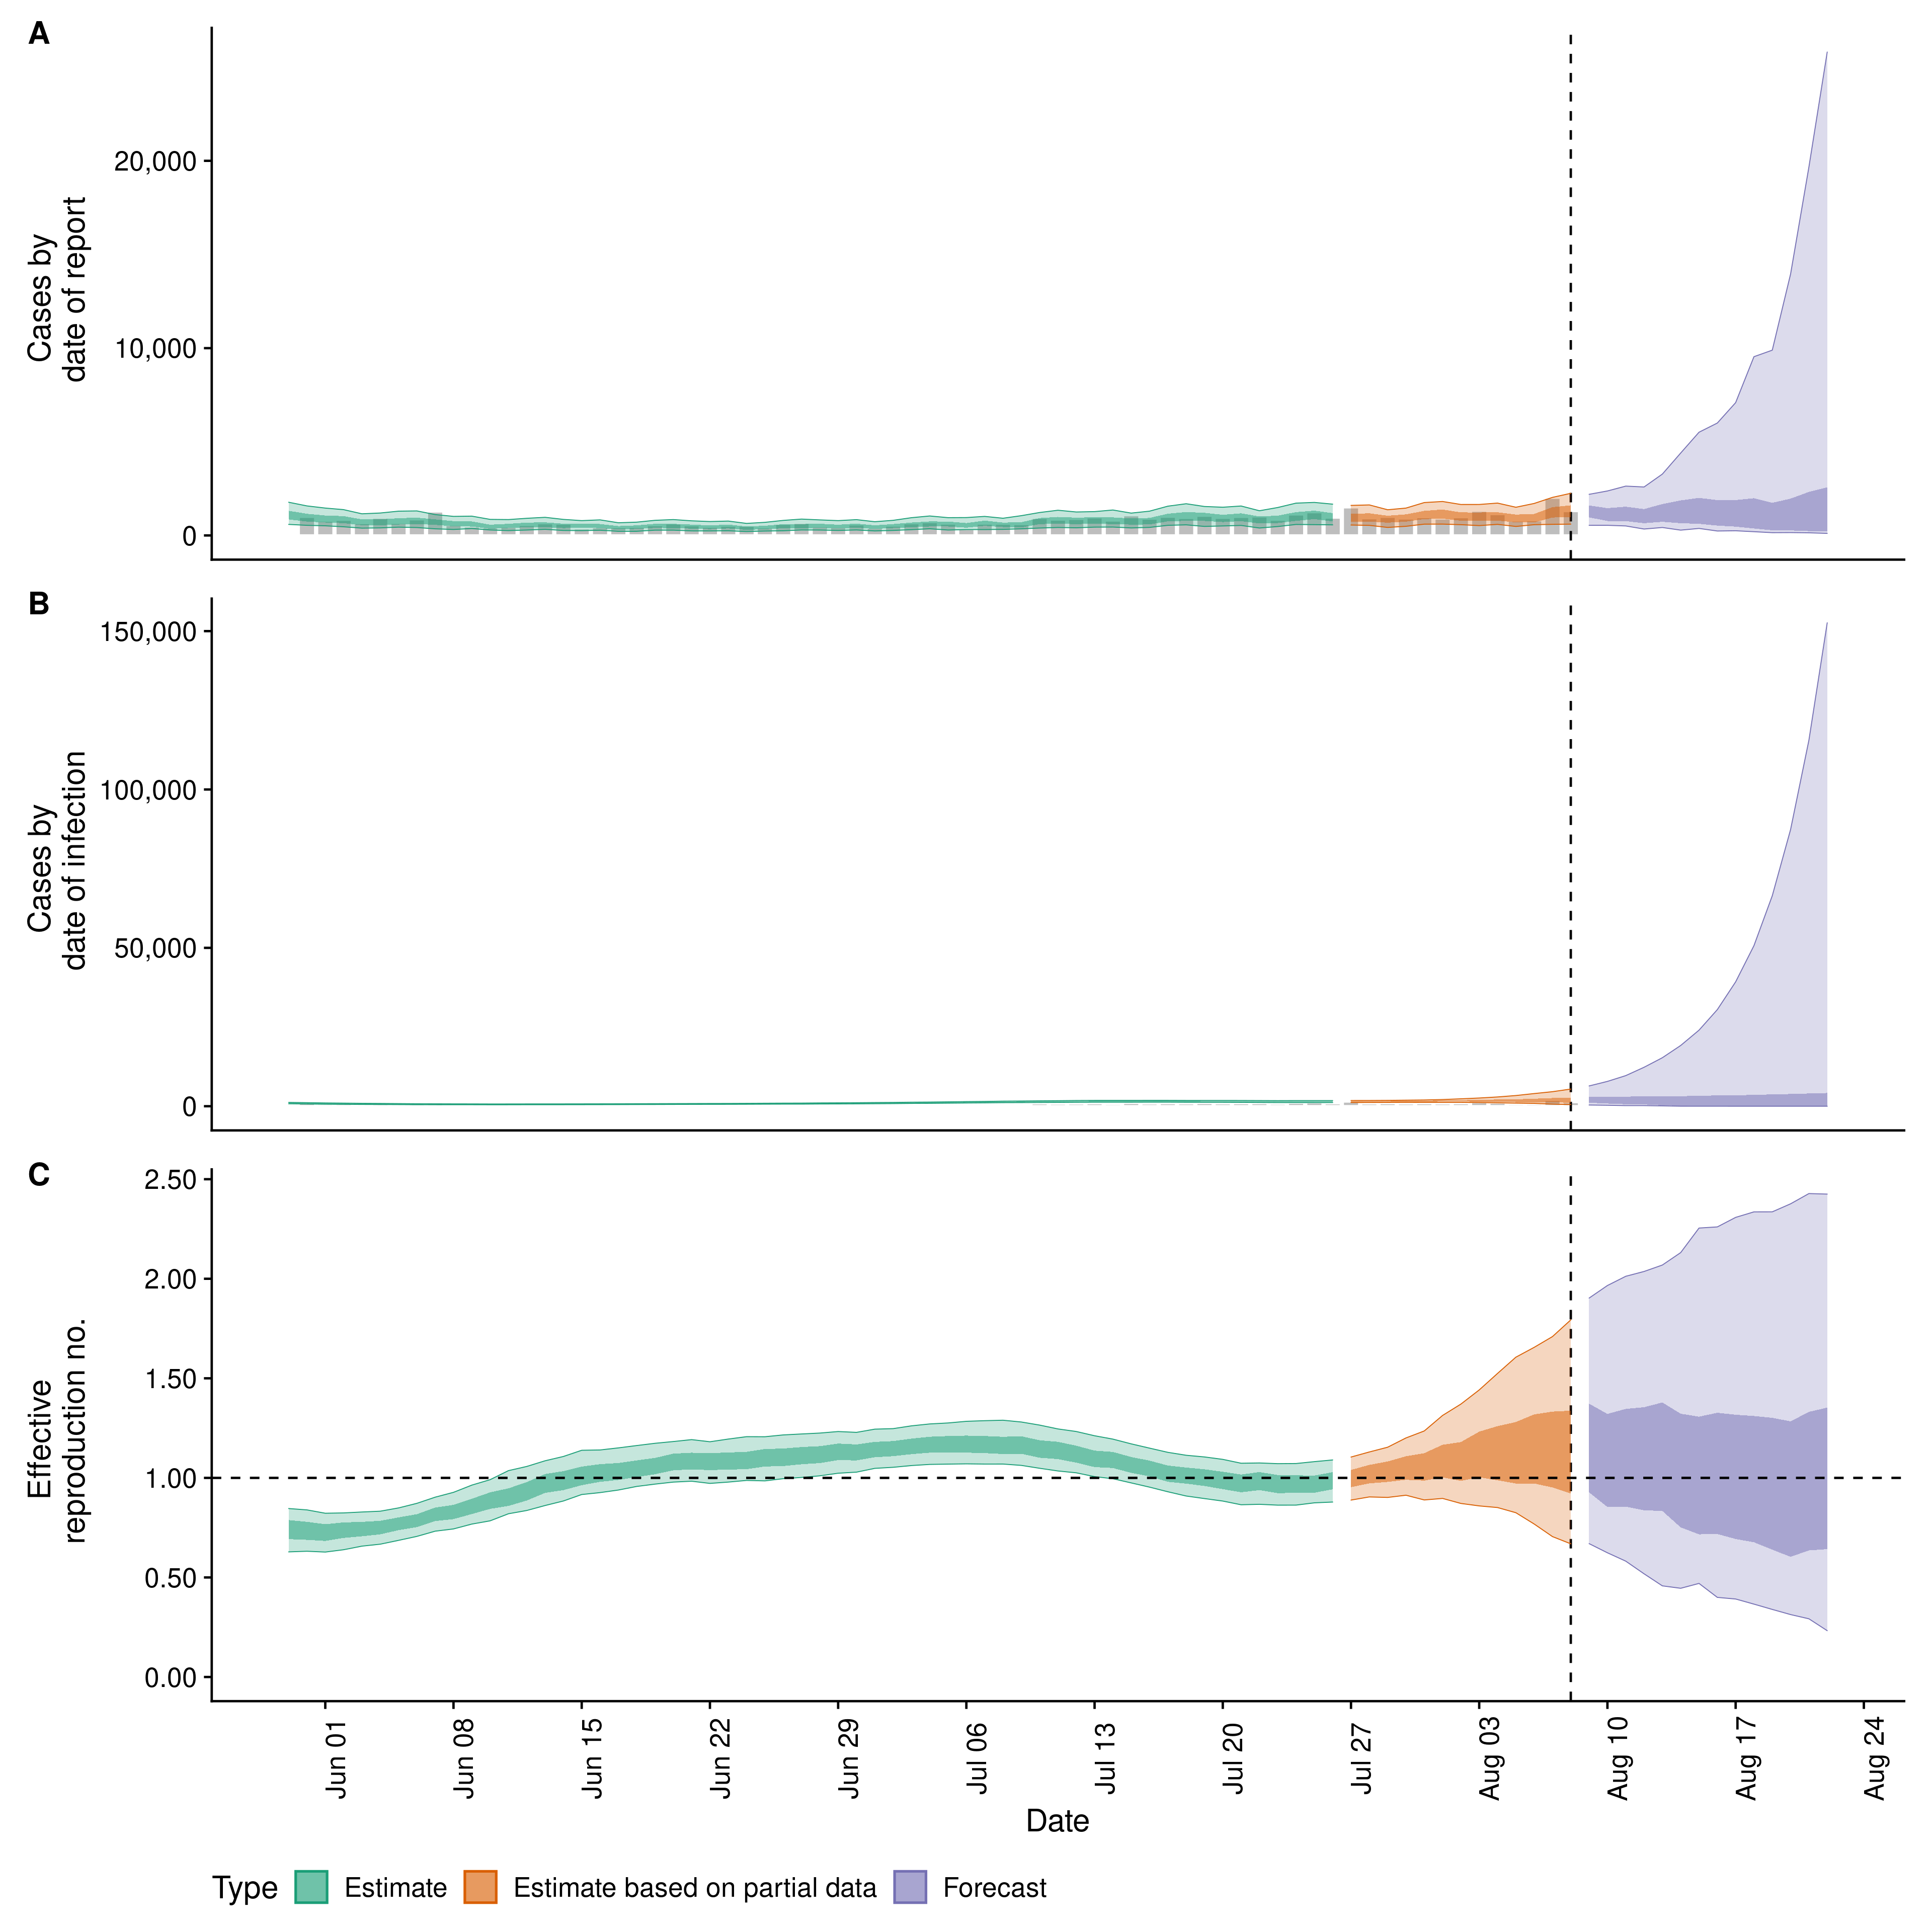 A
20,000
10,000
0
Cases by
date of report
B
150,000
100,000
50,000
0
Cases by
date of infection
C
2.50
2.00
1.50
1.00
0.50
0.00
Effective
reproduction no.
Jun 01
Jun 08
Jun 15
Jun 22
Jun 29
Jul 06
Jul 13
Jul 20
Jul 27
Aug 03
Aug 10
Aug 17
Aug 24
Date
Type
Estimate
Estimate based on partial data
Forecast